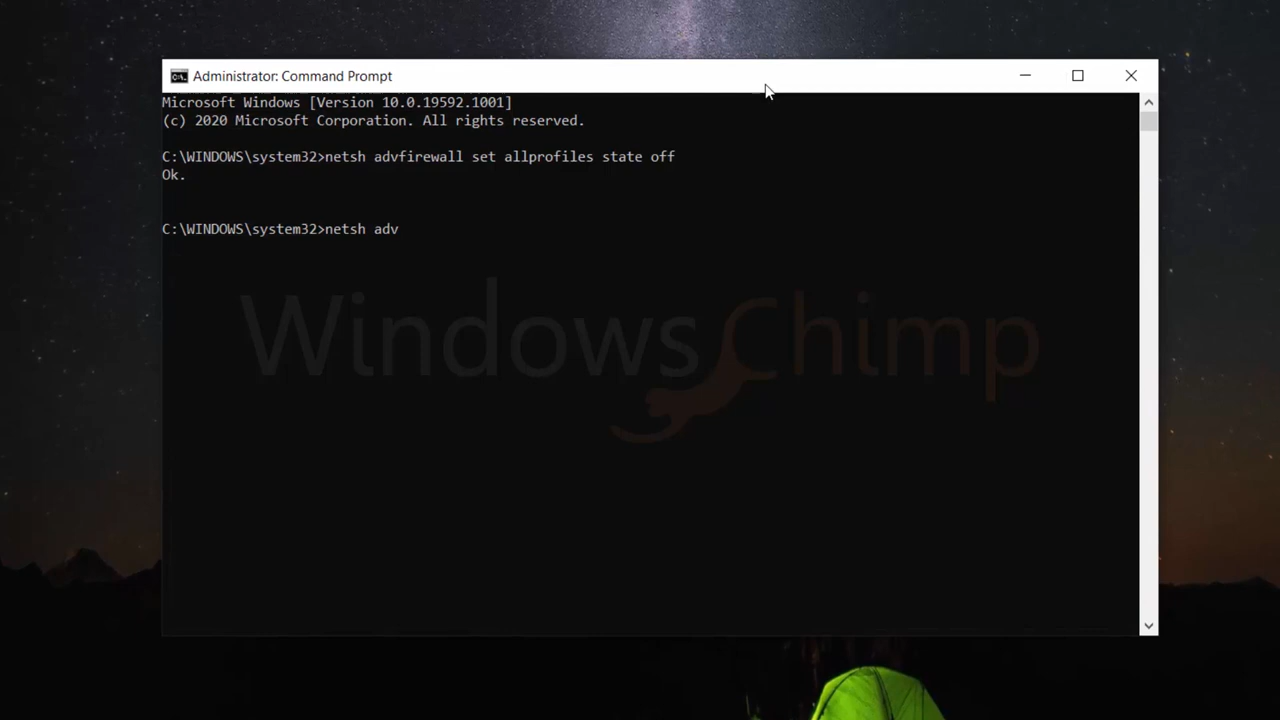 Administrator: Command Prompt
Microsoft Windows [Version 10.0.19592.1001]
(c) 2020 Microsoft Corporation. All rights reserved.
C:\WINDOWS\system32>netsh advfirewall set allprofiles state off
Ok.
C:\WINDOWS\system32>netsh adv
WindowsChimp